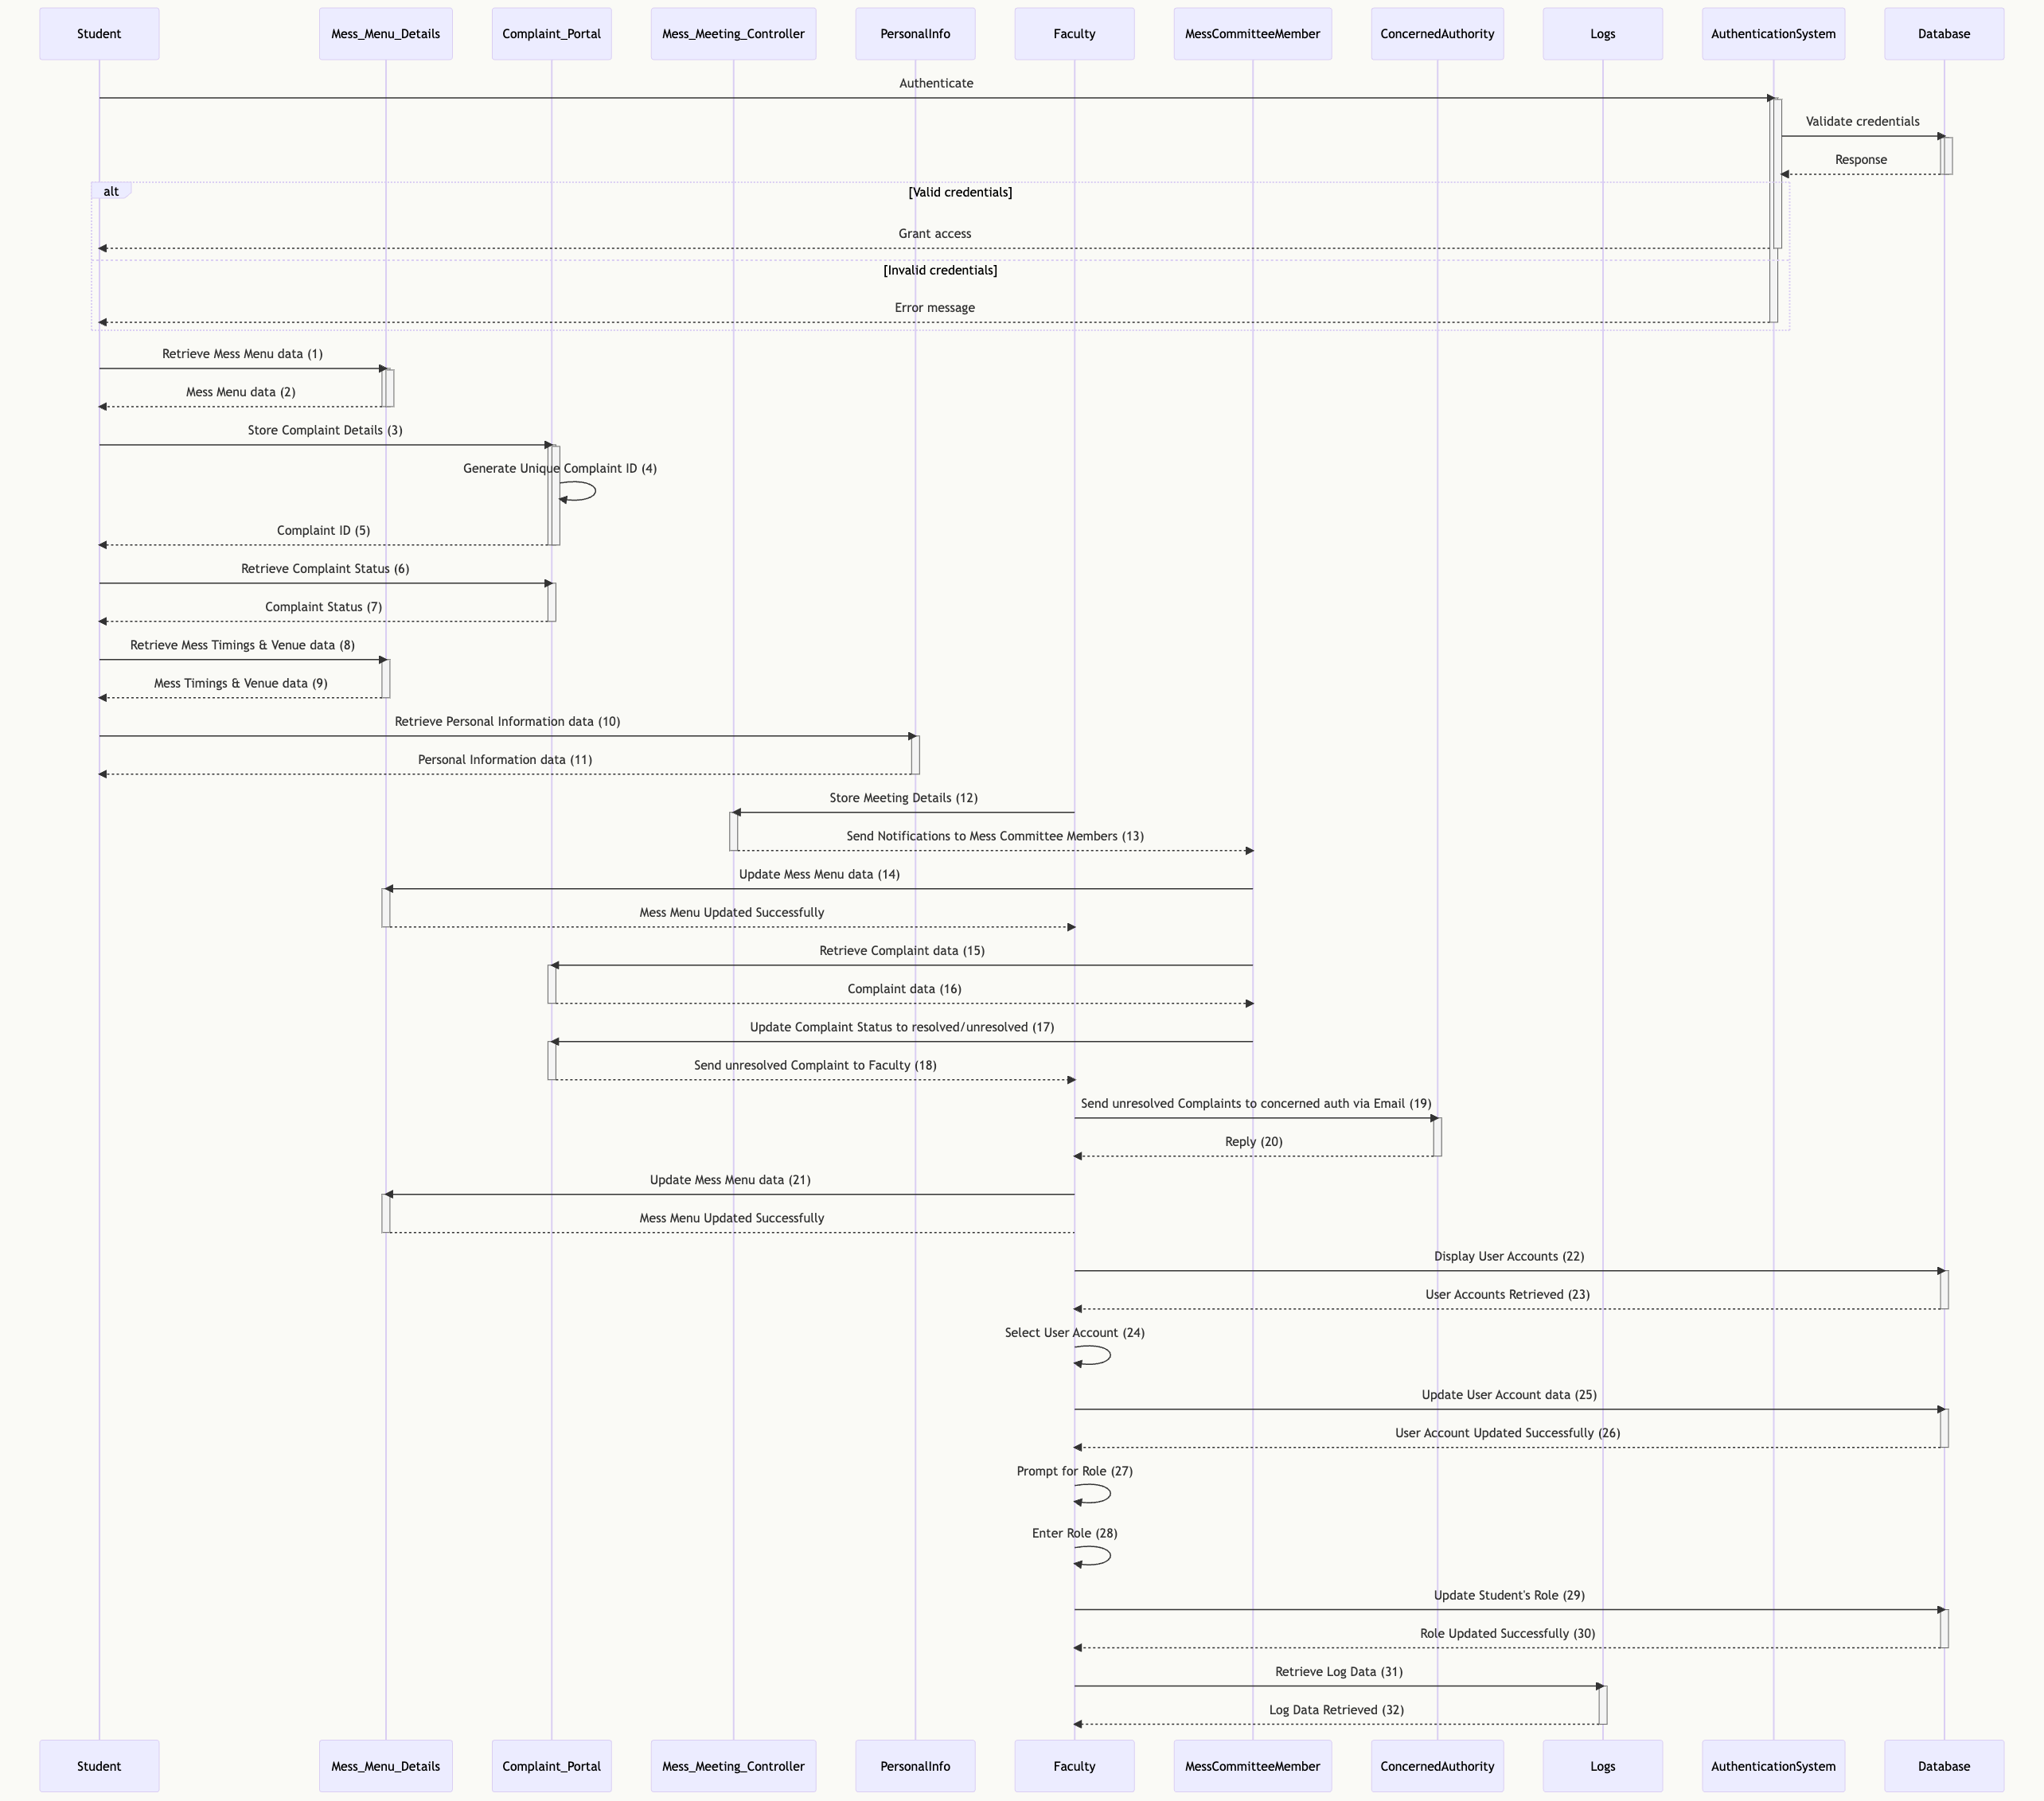 Student
Mess_Menu_Details
Complaint_Portal
Mess_Meeting_Controller
PersonalInfo
Faculty
MessCommitteeMember
ConcernedAuthority
Logs
AuthenticationSystem
Database
Authenticate
Validate credentials
Response
alt
[Valid credentials]
Grant access
[Invalid credentials]
Error message
Retrieve Mess Menu data (1)
Mess Menu data (2)
Store Complaint Details (3)
Generate Unique Complaint ID (4)
Complaint ID (5)
Retrieve Complaint Status (6)
Complaint Status (7)
Retrieve Mess Timings & Venue data (8)
Mess Timings & Venue data (9)
Retrieve Personal Information data (10)
Personal Information data (11)
Store Meeting Details (12)
Send Notifications to Mess Committee Members (13)
Update Mess Menu data (14)
Mess Menu Updated Successfully
Retrieve Complaint data (15)
Complaint data (16)
Update Complaint Status to resolved/unresolved (17)
Send unresolved Complaint to Faculty (18)
Send unresolved Complaints to concerned auth via Email (19)
Reply (20)
Update Mess Menu data (21)
Mess Menu Updated Successfully
Display User Accounts (22)
User Accounts Retrieved (23)
Select User Account (24)
Update User Account data (25)
User Account Updated Successfully (26)
Prompt for Role (27)
Enter Role (28)
Update Student's Role (29)
Role Updated Successfully (30)
Retrieve Log Data (31)
Log Data Retrieved (32)
Student
Mess_Menu_Details
Complaint_Portal
Mess_Meeting_Controller
PersonalInfo
Faculty
MessCommitteeMember
ConcernedAuthority
Logs
AuthenticationSystem
Database